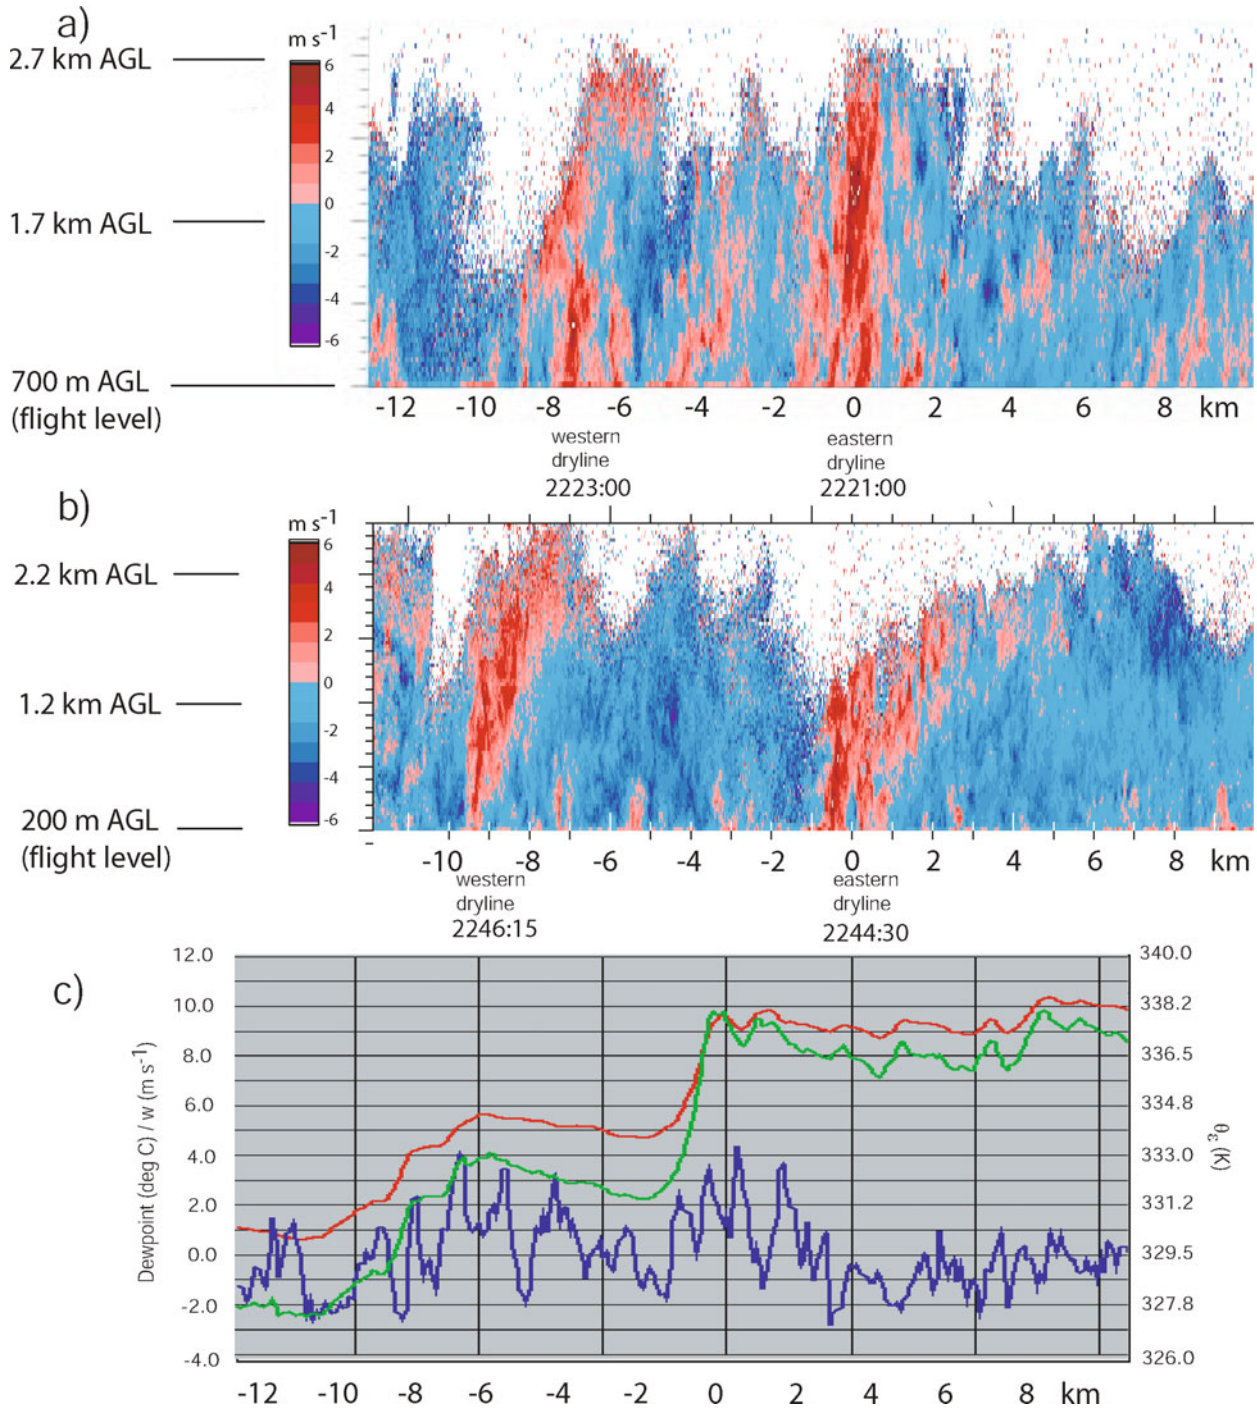 a)
m s-1
2.7 km AGL
6
4
2
0
-2
-4
-6
1.7 km AGL
700 m AGL
(flight level)
-12 -10 -8 -6 -4 -2 0 2 4 6 8 km
western
dryline
2223:00
eastern
dryline
2221:00
b)
m s-1
6
4
2
0
-2
-4
-6
2.2 km AGL
1.2 km AGL
200 m AGL
(flight level)
-10 -8 -6 -4 -2 0 2 4 6 8 km
western
dryline
2246:15
eastern
dryline
2244:30
c)
Dewpoint (deg C) / w (m s-1)
12.0
10.0
8.0
6.0
4.0
2.0
0.0
-2.0
-4.0
340.0
338.2
336.5
334.8
333.0
331.2
329.5
327.8
326.0
θε (K)
-12 -10 -8 -6 -4 -2 0 2 4 6 8 km